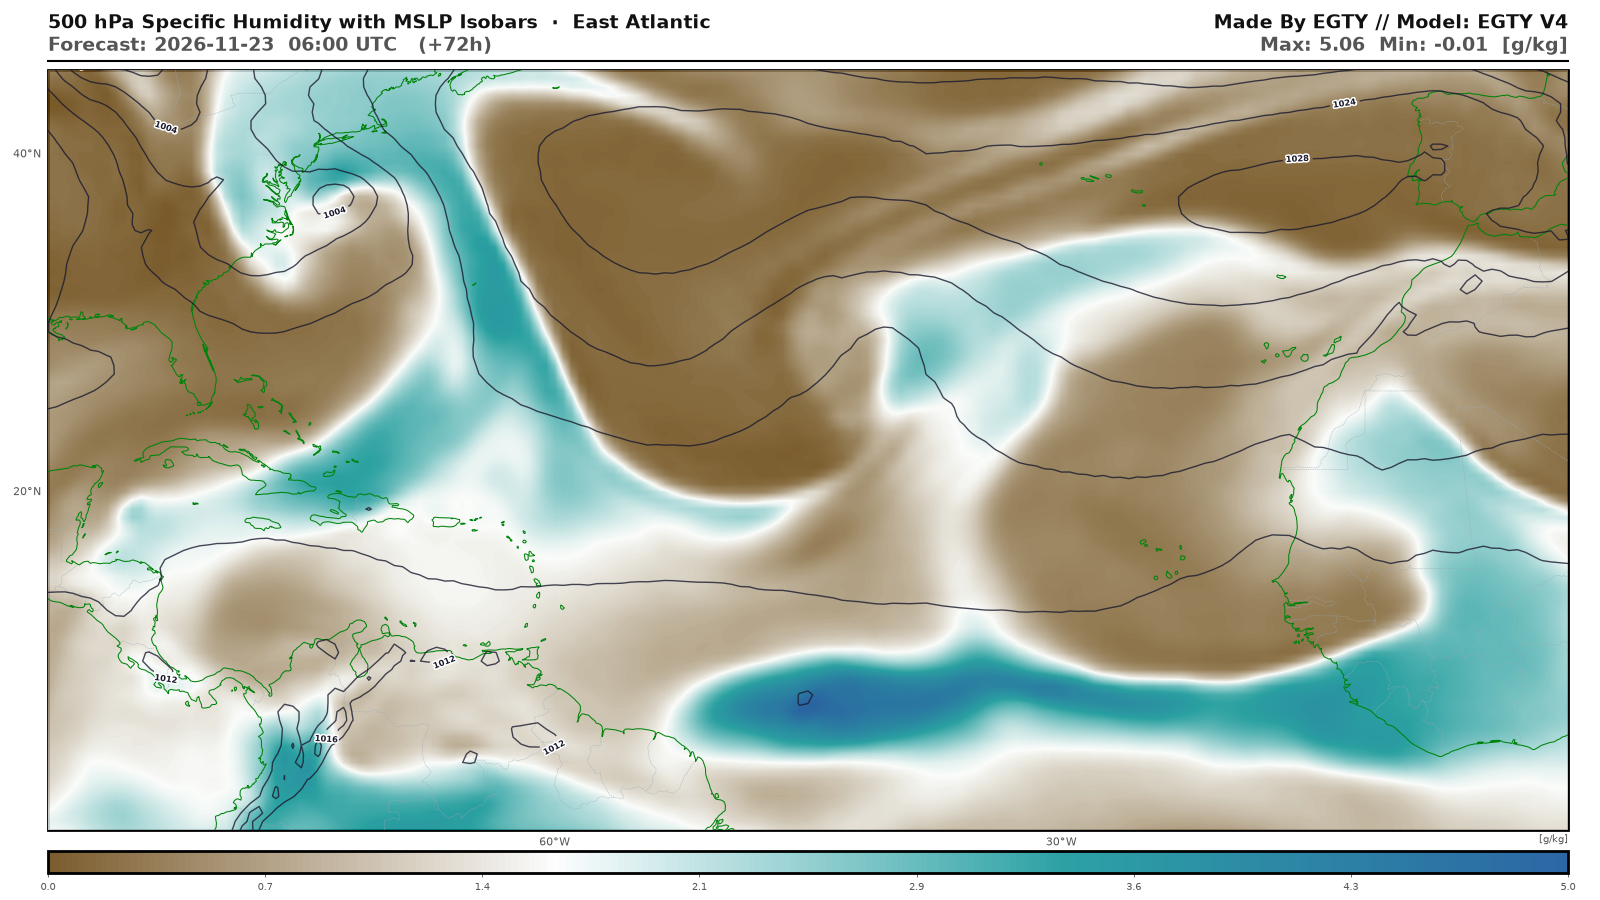 500 hPa Specific Humidity with MSLP Isobars · East Atlantic
Made By EGTY // Model: EGTY V4
Forecast: 2026-11-23 06:00 UTC (+72h)
Max: 5.06 Min: -0.01 [g/kg]
1024
1004
40°N
1028
1004
20°N
1012
1012
1016
1012
60°W
30°W
[g/kg]
0.0
0.7
1.4
2.1
2.9
3.6
4.3
5.0